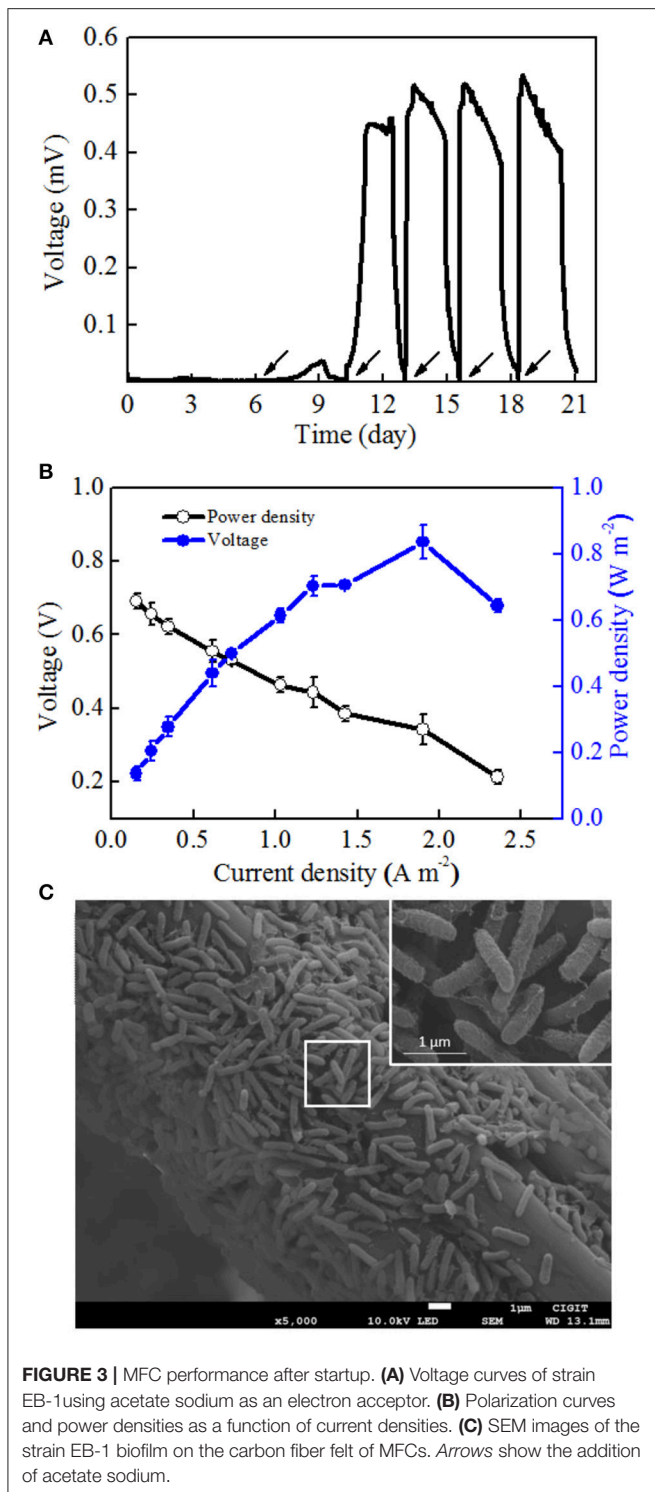 A
0.6
0.5
0.4
0.3
0.2
0.1
Voltage (mV)
0 3 6 9 12 15 18 21
Time (day)
B
1.0
0.8
0.6
0.4
0.2
Voltage (V)
Power density
Voltage
1.0
0.8
0.6
0.4
0.2
0.0
Power density (W m-2)
0.0 0.5 1.0 1.5 2.0 2.5
Current density (A m-2)
C
1 μm
1μm CIGIT
x5,000 10.0kV LED SEM WD 13.1mm
FIGURE 3 | MFC performance after startup. (A) Voltage curves of strain
EB-1using acetate sodium as an electron acceptor. (B) Polarization curves
and power densities as a function of current densities. (C) SEM images of the
strain EB-1 biofilm on the carbon fiber felt of MFCs. Arrows show the addition
of acetate sodium.